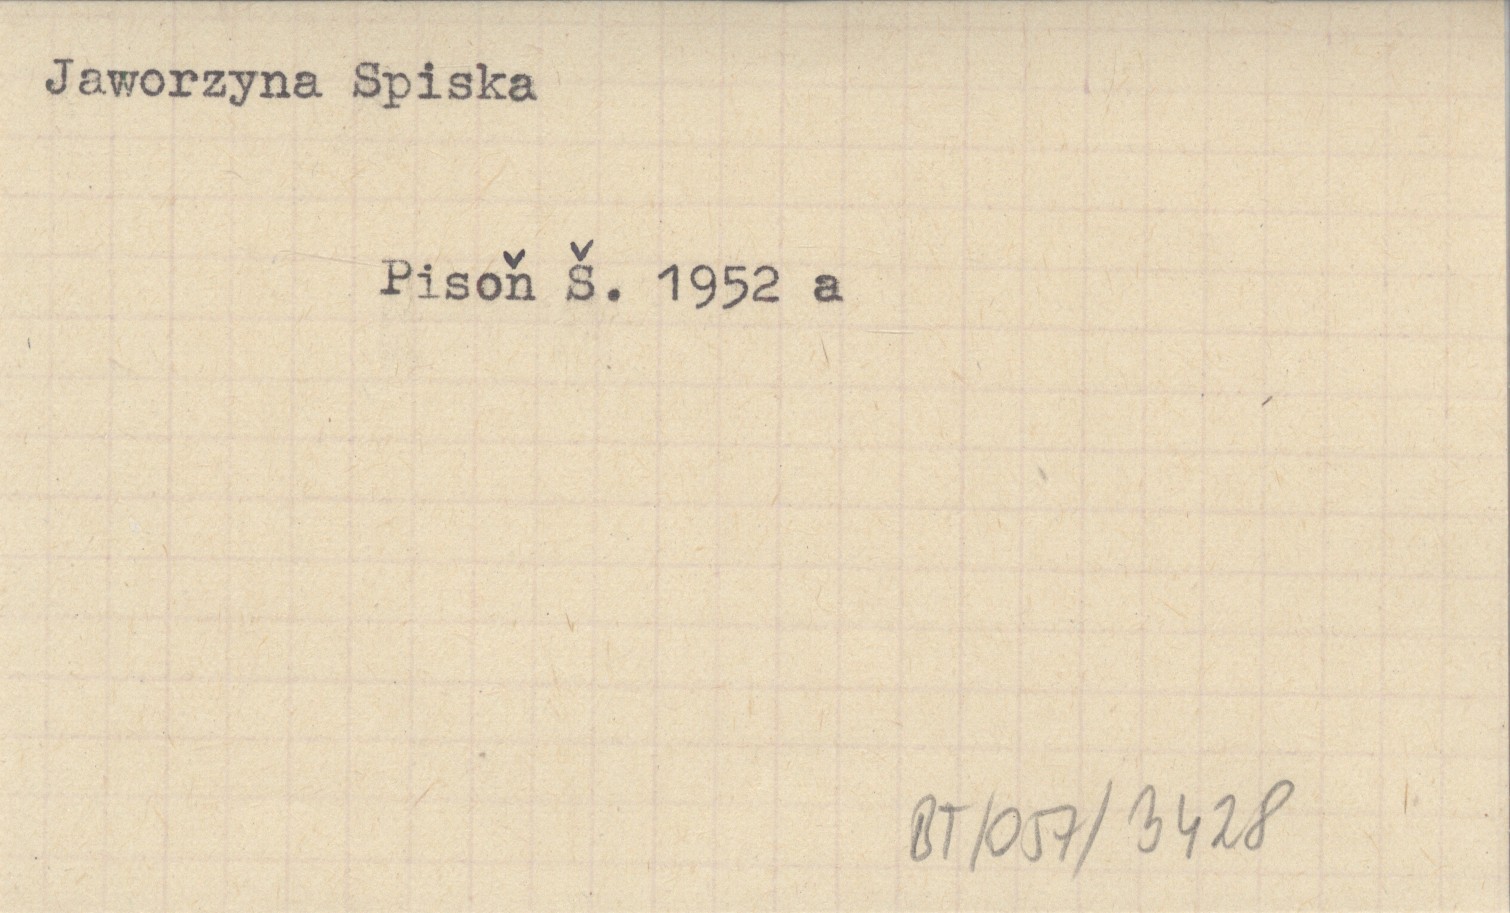 Jaworzyna Spiska
Pisoň Š. 1952 a
BT/057/3428